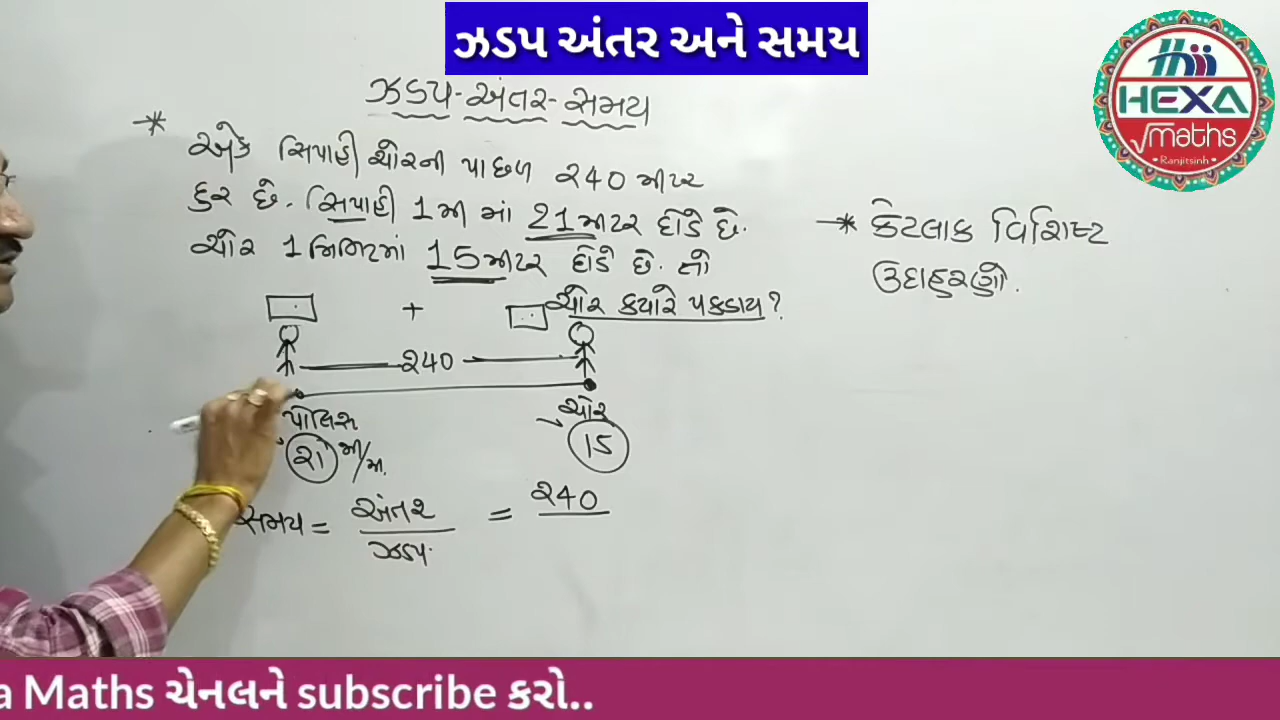 ઝડપ અંતર અને સમય
HEXA
maths
Ranjitsinh
ઝડપ-અંતર-સમય
* એક સિપાહી ચોરની પાછળ ૨૪૦ મીટર
દુર છે. સિપાહી 1 મી માં 21 મીટર દોડે છે.
ચોર 1 મિનિટમાં 15 મીટર દોડે છે. તો
ચોર ક્યારે પકડાય?
+
૨૪૦
પોલિસ
ચોર
૨૧ મી/મી.
15
સમય = અંતર / ઝડપ = ૨૪૦
* કેટલાક વિશિષ્ટ
ઉદાહરણો.
a Maths ચેનલને subscribe કરો..